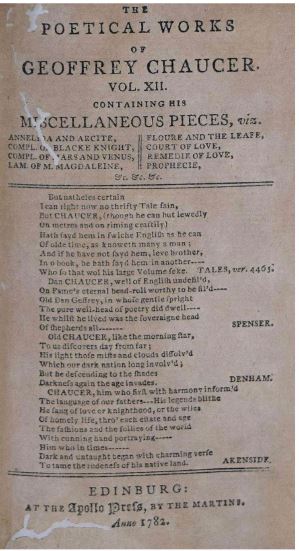 THE
POETICAL WORKS
OF
GEOFFREY CHAUCER.
VOL. XII.
CONTAINING HIS
MISCELLANEOUS PIECES, viz.
ANNELIDA AND ARCITE, FLOURE AND THE LEAFE,
COMPL. OF BLACKE KNIGHT, COURT OF LOVE,
COMPL. OF MARS AND VENUS, REMEDIE OF LOVE,
LAM. OF M. MAGDALEINE, PROPHECIE,
&c. &c. &c.
But natheles certain
I can right now no thrifty Tale sain,
But CHAUCER, (though he can but lewedly
On metres and on riming craftily)
Hath sayd hem in swiche English as he can
Of olde time, as knoweth many a man;
And if he have not sayd hem, leve brother,
In o book, he hath sayd hem in another----
Who so that wol his large Volume seke. TALES, ver. 4465.
Dan CHAUCER, well of English undefil'd,
On Fame's eternal bead-roll worthy to be fil'd----
Old Dan Geffrey, in whose gentle spright
The pure well-head of poetry did dwell----
He whilst he lived was the soveraigne head
Of shepherds all------- SPENSER.
Old CHAUCER, like the morning star,
To us discovers day from far;
His light those mists and clouds dissolv'd
Which our dark nation long involv'd;
But he descending to the shades
Darkness again the age invades. DENHAM.
CHAUCER, him who first with harmony inform'd
The language of our fathers---His legends blithe
He sang of love or knighthood, or the wiles
Of homely life, thro' each estate and age
The fashions and the follies of the world
With cunning hand portraying-----
Him who in times------
Dark and untaught began with charming verse
To tame the rudeness of his native land. AKENSIDE.
EDINBURG:
AT THE Apollo Press, BY THE MARTINS.
Anno 1782.